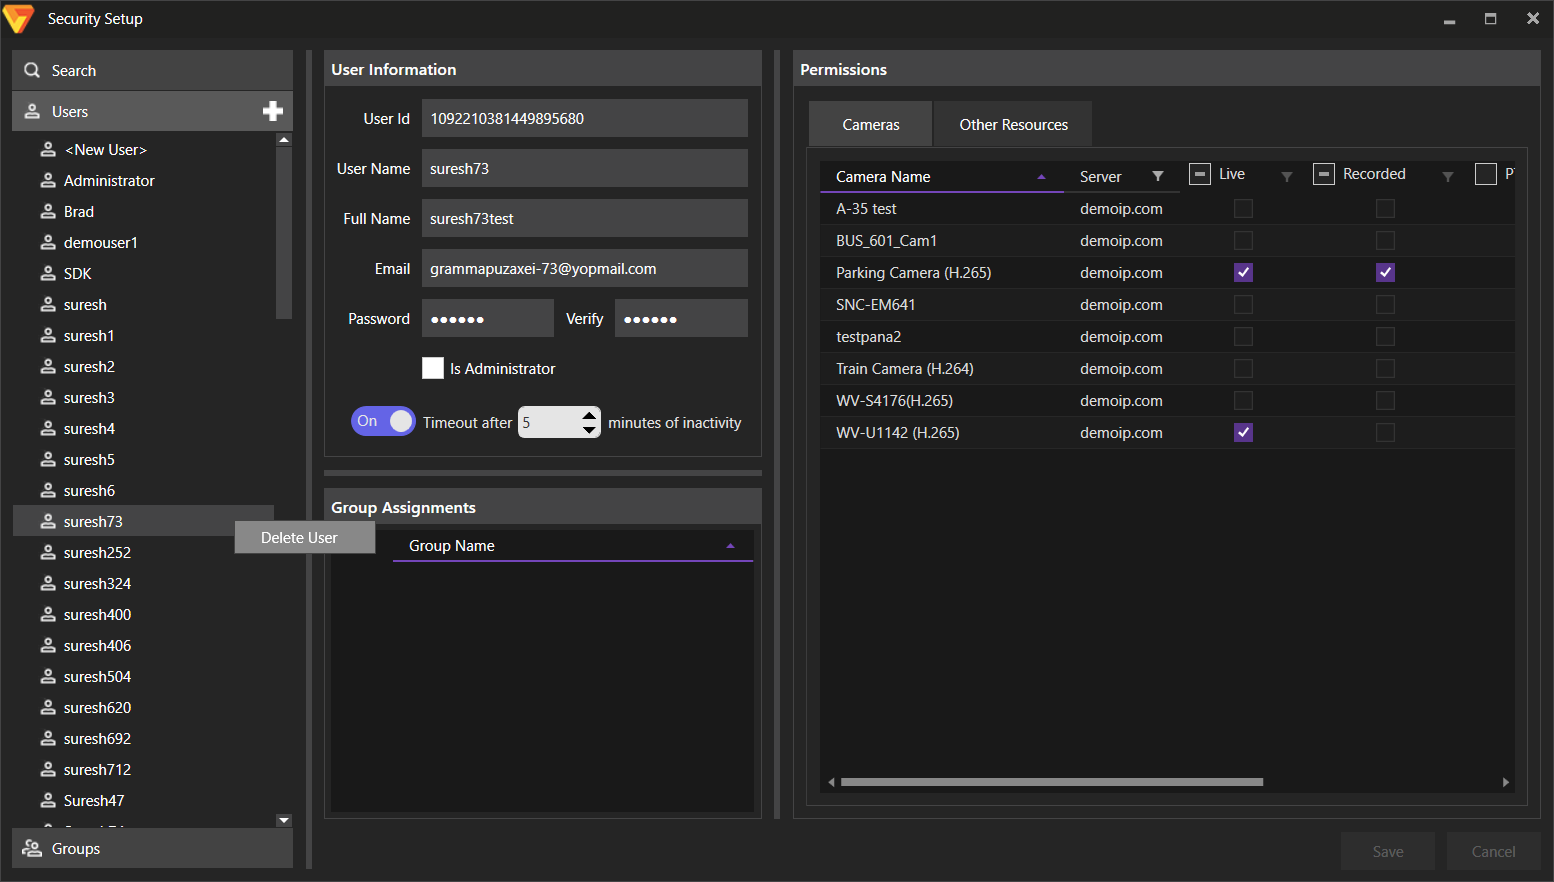 Security Setup
Search
Users
<New User>
Administrator
Brad
demouser1
SDK
suresh
suresh1
suresh2
suresh3
suresh4
suresh5
suresh6
suresh73
suresh252
suresh324
suresh400
suresh406
suresh504
suresh620
suresh692
suresh712
Suresh47
Groups
Delete User
User Information
User Id 1092210381449895680
User Name suresh73
Full Name suresh73test
Email grammapuzaxei-73@yopmail.com
Password •••••• Verify ••••••
Is Administrator
On Timeout after 5 minutes of inactivity
Group Assignments
Group Name
Permissions
Cameras Other Resources
Camera Name Server Live Recorded
A-35 test demoip.com
BUS_601_Cam1 demoip.com
Parking Camera (H.265) demoip.com
SNC-EM641 demoip.com
testpana2 demoip.com
Train Camera (H.264) demoip.com
WV-S4176(H.265) demoip.com
WV-U1142 (H.265) demoip.com
Save Cancel